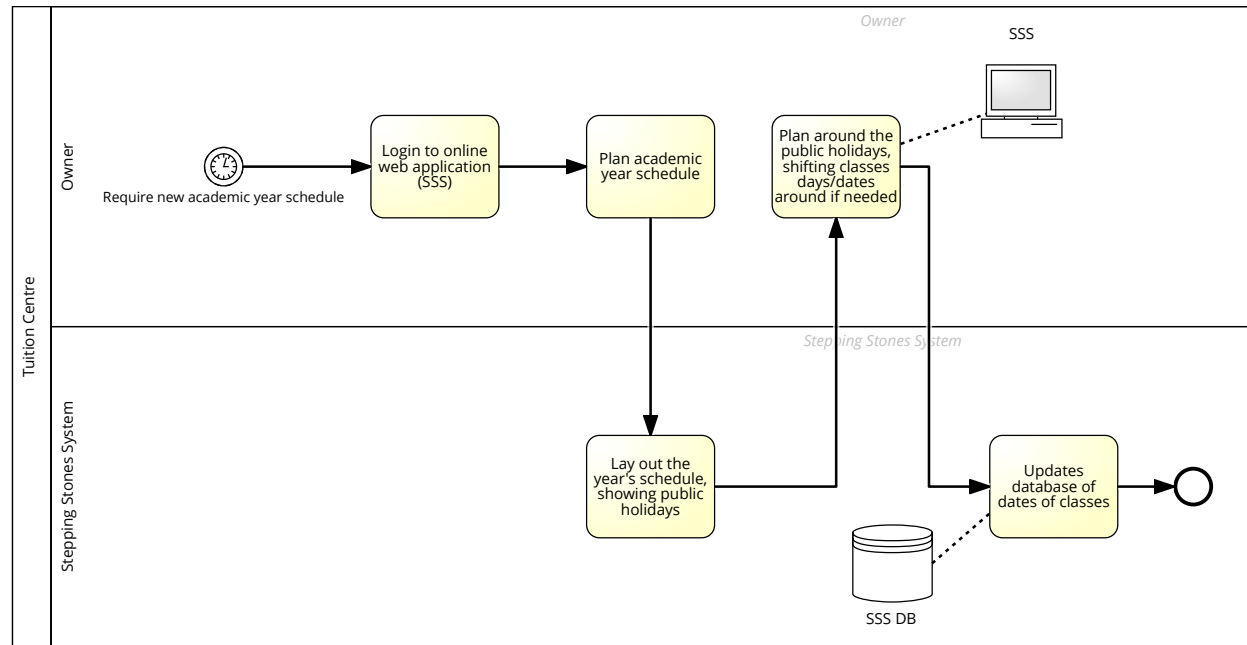 Tuition Centre
Owner
Owner
SSS
Require new academic year schedule
Login to online
web application
(SSS)
Plan academic
year schedule
Plan around the
public holidays,
shifting classes
days/dates
around if needed
Stepping Stones System
Stepping Stones System
Lay out the
year's schedule,
showing public
holidays
Updates
database of
dates of classes
SSS DB